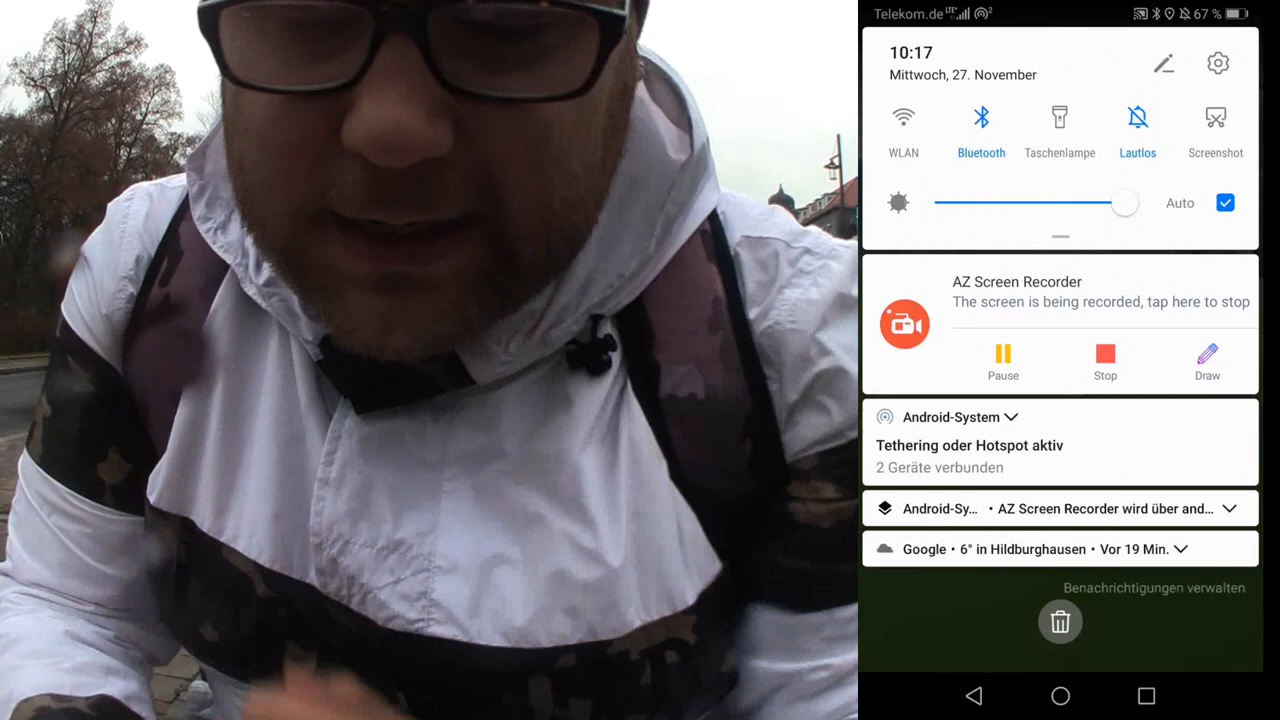 Telekom.de LTE 2 67 %
10:17
Mittwoch, 27. November
WLAN Bluetooth Taschenlampe Lautlos Screenshot
Auto
AZ Screen Recorder
The screen is being recorded, tap here to stop
Pause Stop Draw
Android-System
Tethering oder Hotspot aktiv
2 Geräte verbunden
Android-Sy... • AZ Screen Recorder wird über and...
Google • 6° in Hildburghausen • Vor 19 Min.
Benachrichtigungen verwalten